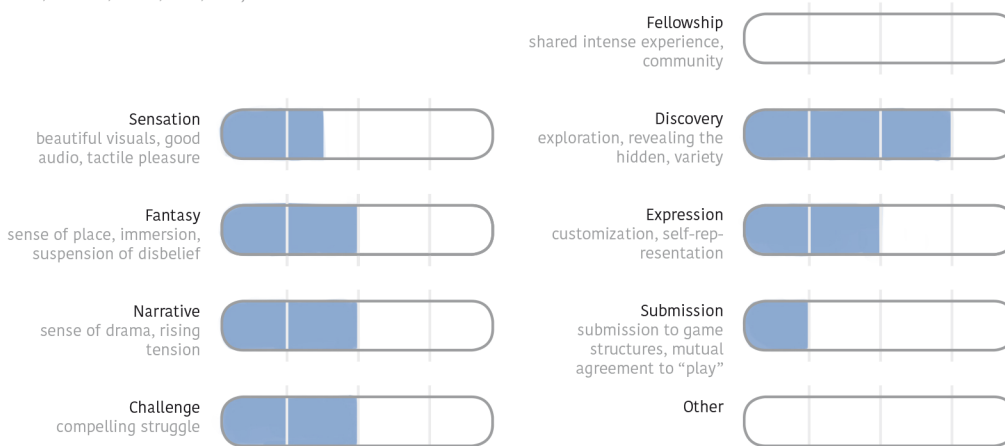 Fellowship
shared intense experience,
community
Sensation
beautiful visuals, good
audio, tactile pleasure
Discovery
exploration, revealing the
hidden, variety
Fantasy
sense of place, immersion,
suspension of disbelief
Expression
customization, self-rep-
resentation
Narrative
sense of drama, rising
tension
Submission
submission to game
structures, mutual
agreement to “play”
Challenge
compelling struggle
Other